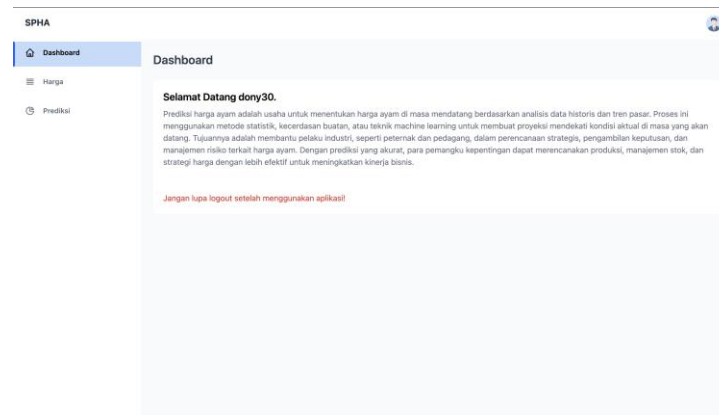 SPHA
Dashboard
Harga
Prediksi
Dashboard
Selamat Datang dony30.
Prediksi harga ayam adalah usaha untuk menentukan harga ayam di masa mendatang berdasarkan analisis data historis dan tren pasar. Proses ini
menggunakan metode statistik, kecerdasan buatan, atau teknik machine learning untuk membuat proyeksi mendekati kondisi aktual di masa yang akan
datang. Tujuannya adalah membantu pelaku industri, seperti peternak dan pedagang, dalam perencanaan strategis, pengambilan keputusan, dan
manajemen risiko terkait harga ayam. Dengan prediksi yang akurat, para pemangku kepentingan dapat merencanakan produksi, manajemen stok, dan
strategi harga dengan lebih efektif untuk meningkatkan kinerja bisnis.
Jangan lupa logout setelah menggunakan aplikasi!